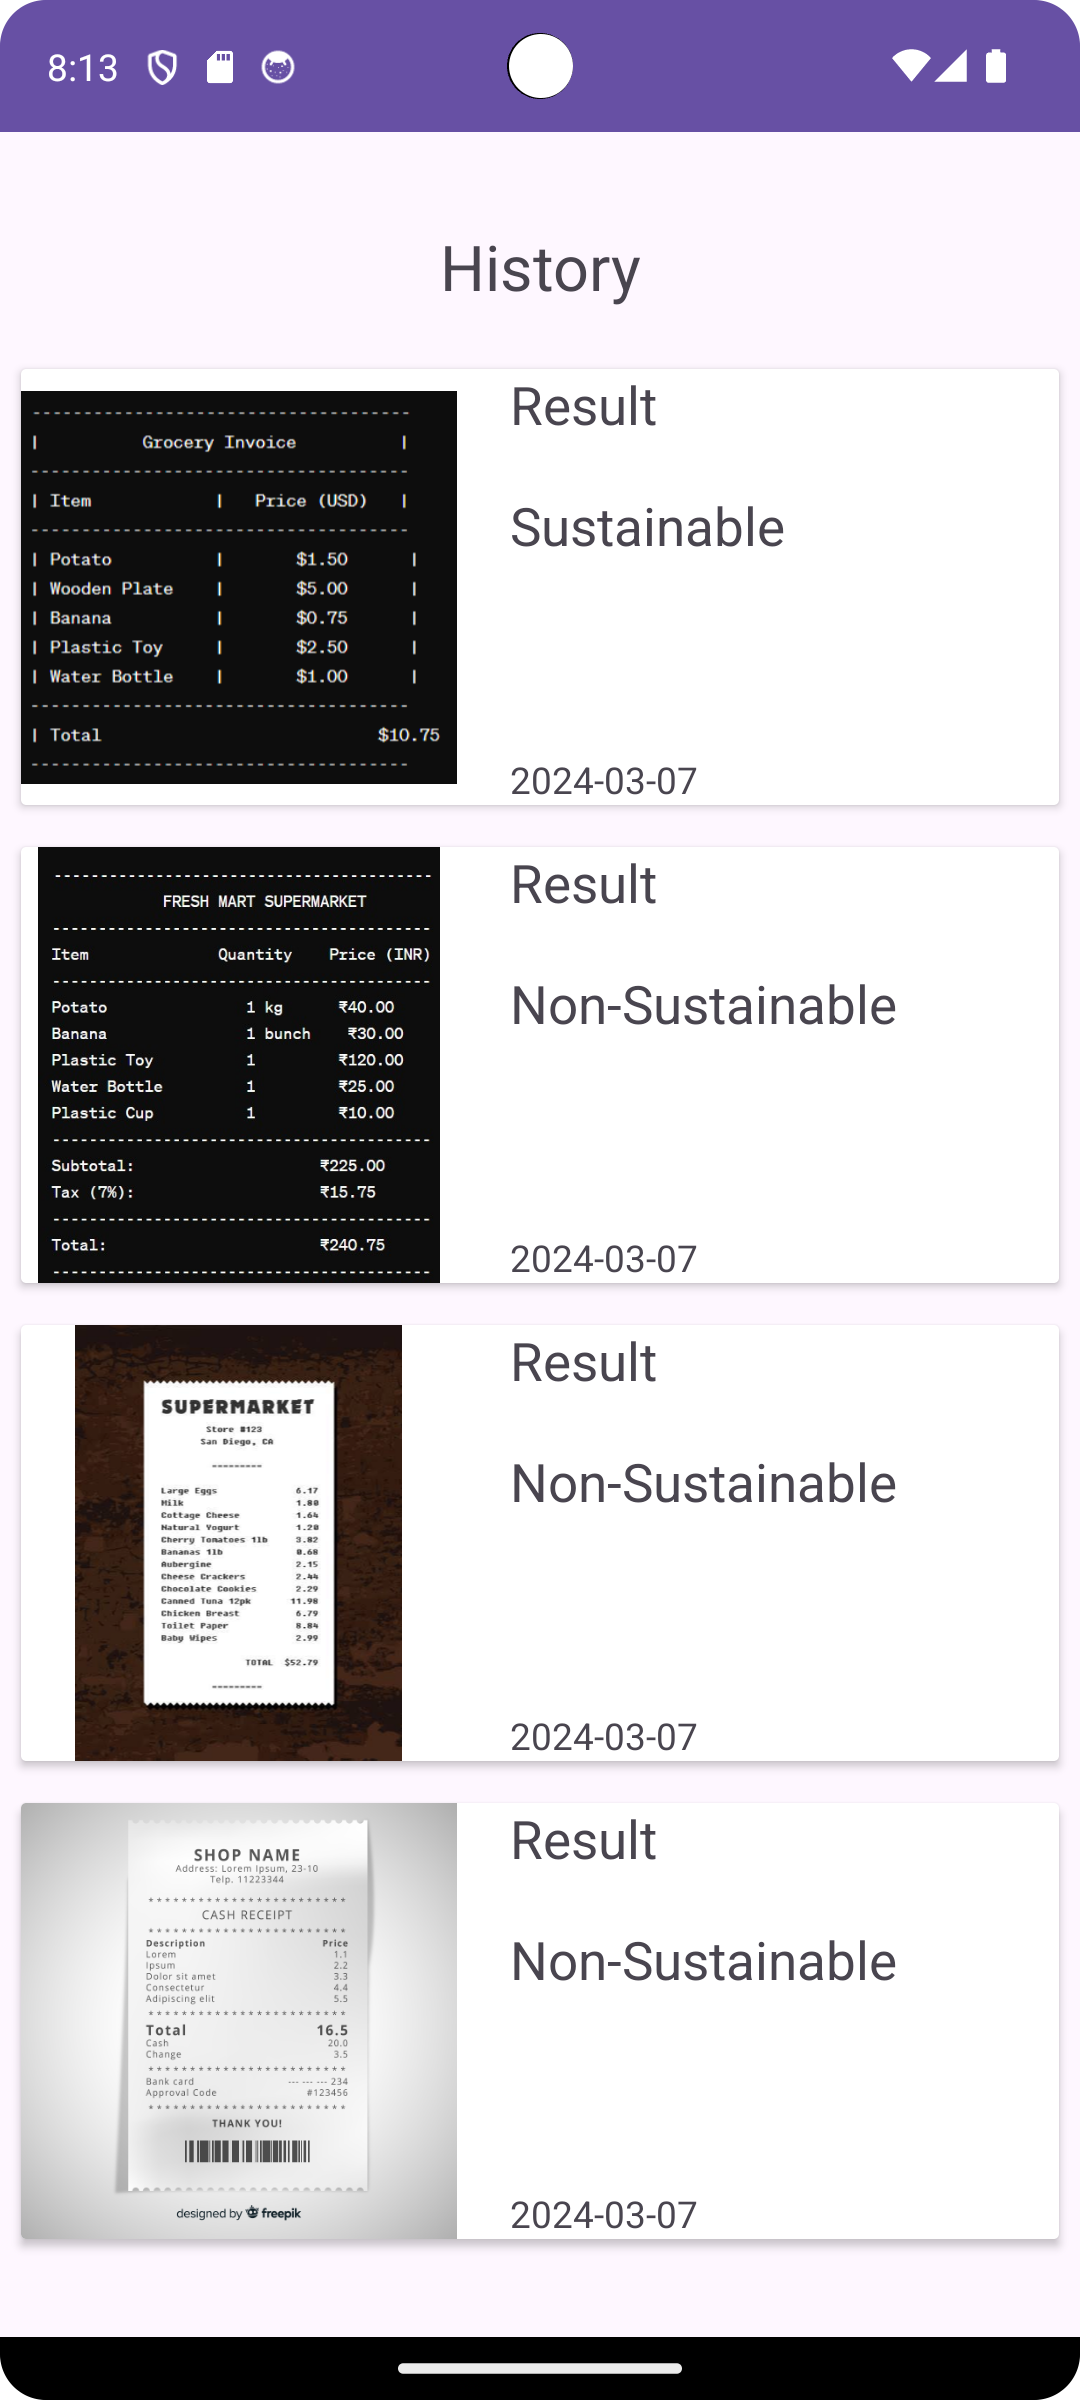 8:13
History
------------------------------------
| Grocery Invoice |
------------------------------------
| Item | Price (USD) |
------------------------------------
| Potato | $1.50 |
| Wooden Plate | $5.00 |
| Banana | $0.75 |
| Plastic Toy | $2.50 |
| Water Bottle | $1.00 |
------------------------------------
| Total $10.75
------------------------------------
Result
Sustainable
2024-03-07
-----------------------------------------
FRESH MART SUPERMARKET
-----------------------------------------
Item Quantity Price (INR)
-----------------------------------------
Potato 1 kg ₹40.00
Banana 1 bunch ₹30.00
Plastic Toy 1 ₹120.00
Water Bottle 1 ₹25.00
Plastic Cup 1 ₹10.00
-----------------------------------------
Subtotal: ₹225.00
Tax (7%): ₹15.75
-----------------------------------------
Total: ₹240.75
-----------------------------------------
Result
Non-Sustainable
2024-03-07
SUPERMARKET
Store #123
San Diego, CA
---------
Large Eggs 6.17
Milk 1.80
Cottage Cheese 1.64
Natural Yogurt 1.20
Cherry Tomatoes 1lb 3.82
Bananas 1lb 0.68
Aubergine 2.15
Cheese Crackers 2.44
Chocolate Cookies 2.29
Canned Tuna 12pk 11.98
Chicken Breast 6.79
Toilet Paper 8.84
Baby Wipes 2.99
TOTAL $52.79
---------
Result
Non-Sustainable
2024-03-07
SHOP NAME
Address: Lorem Ipsum, 23-10
Telp. 11223344
* * * * * * * * * * * * * * * * * * * * * * *
CASH RECEIPT
* * * * * * * * * * * * * * * * * * * * * * *
Description Price
Lorem 1.1
Ipsum 2.2
Dolor sit amet 3.3
Consectetur 4.4
Adipiscing elit 5.5
* * * * * * * * * * * * * * * * * * * * * * *
Total 16.5
Cash 20.0
Change 3.5
* * * * * * * * * * * * * * * * * * * * * * *
Bank card --- --- --- 234
Approval Code #123456
* * * * * * * * * * * * * * * * * * * * * * *
THANK YOU!
designed by freepik
Result
Non-Sustainable
2024-03-07